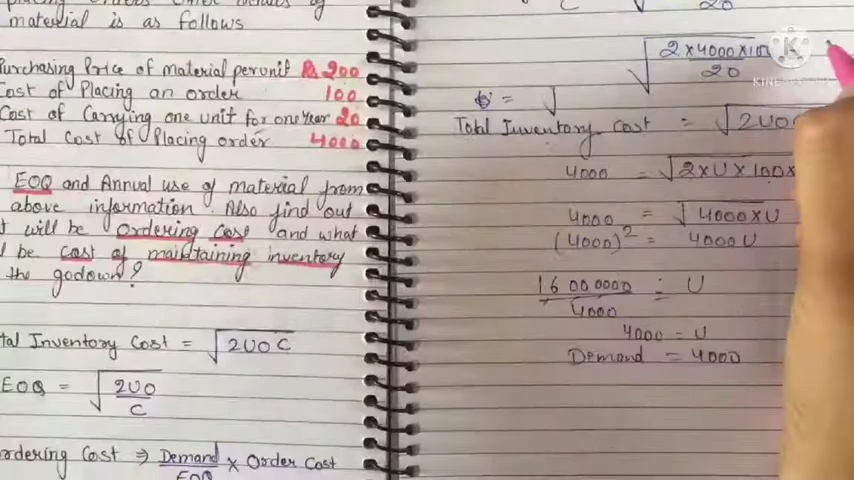 material is as follows
Purchasing Price of material per unit Rs 200
Cost of Placing an order 100
Cost of Carrying one unit for one Year 20
Total Cost of Placing order 4000
EOQ and Annual use of material from
above information. Also find out
will be ordering cost and what
be cost of maintaining inventory
the godown?
tal Inventory Cost = √2UOC
EOQ = √2UO/C
rdering Cost ⇒ Demand/EOQ × Order Cost
C
20
√2×4000×100/20
KINEMASTER
= √
Total Inventory cost = √2UO
4000 = √2×U×100×
4000 = √4000×U
(4000)² = 4000U
16000000/4000 = U
4000 = U
Demand = 4000